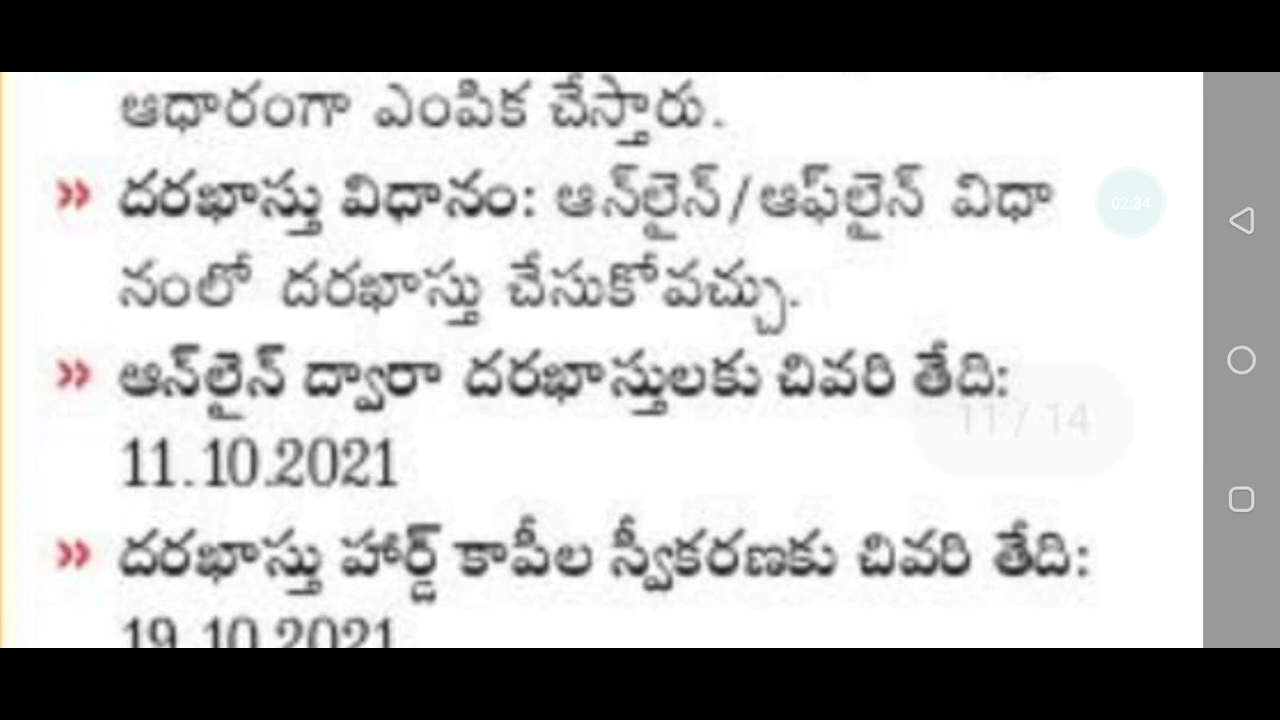 ఆధారంగా ఎంపిక చేస్తారు.
» దరఖాస్తు విధానం: ఆన్‌లైన్/ఆఫ్‌లైన్ విధా
నంలో దరఖాస్తు చేసుకోవచ్చు.
02:34
» ఆన్‌లైన్ ద్వారా దరఖాస్తులకు చివరి తేది:
11/14
11.10.2021
» దరఖాస్తు హార్డ్ కాపీల స్వీకరణకు చివరి తేది:
19.10.2021